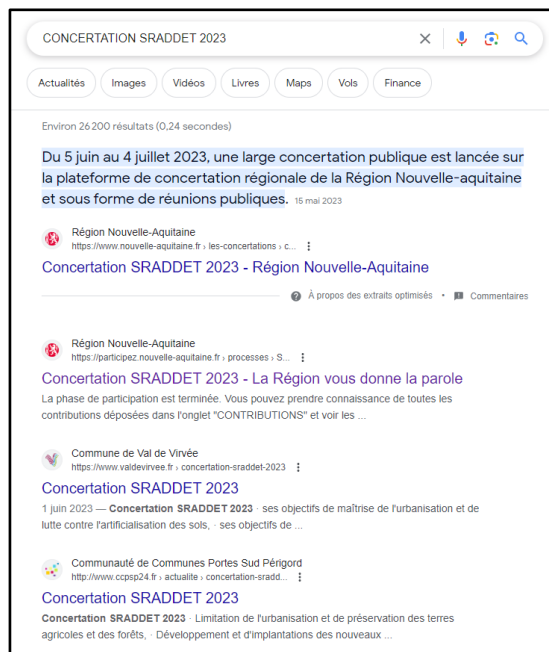 CONCERTATION SRADDET 2023
Actualités Images Vidéos Livres Maps Vols Finance
Environ 26 200 résultats (0,24 secondes)
Du 5 juin au 4 juillet 2023, une large concertation publique est lancée sur
la plateforme de concertation régionale de la Région Nouvelle-aquitaine
et sous forme de réunions publiques. 15 mai 2023
Région Nouvelle-Aquitaine
https://www.nouvelle-aquitaine.fr › les-concertations › c...
Concertation SRADDET 2023 - Région Nouvelle-Aquitaine
À propos des extraits optimisés • Commentaires
Région Nouvelle-Aquitaine
https://participez.nouvelle-aquitaine.fr › processes › S...
Concertation SRADDET 2023 - La Région vous donne la parole
La phase de participation est terminée. Vous pouvez prendre connaissance de toutes les
contributions déposées dans l'onglet "CONTRIBUTIONS" et voir les ...
Commune de Val de Virvée
https://www.valdevirvee.fr › concertation-sraddet-2023
Concertation SRADDET 2023
1 juin 2023 — Concertation SRADDET 2023 · ses objectifs de maîtrise de l'urbanisation et de
lutte contre l'artificialisation des sols, · ses objectifs de ...
Communauté de Communes Portes Sud Périgord
http://www.ccpsp24.fr › actualite › concertation-sradd...
Concertation SRADDET 2023
Concertation SRADDET 2023 · Limitation de l'urbanisation et de préservation des terres
agricoles et des forêts, · Développement et d'implantations des nouveaux ...